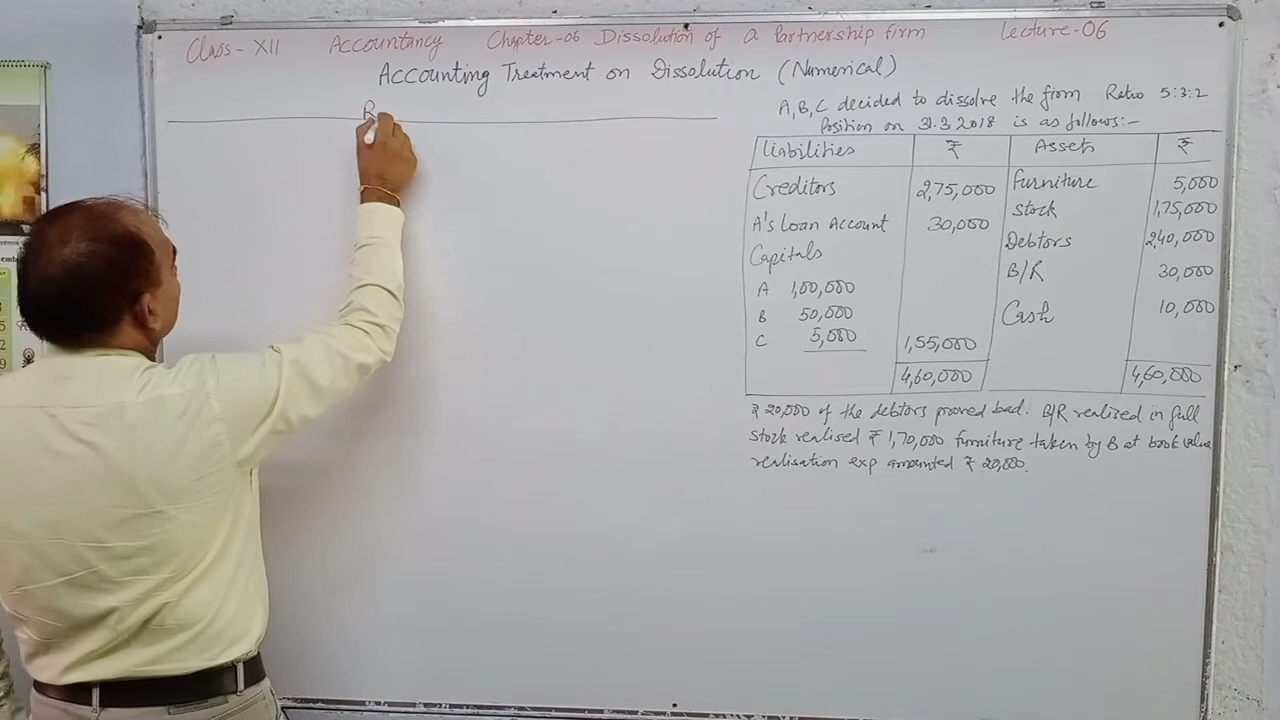 Class- XII Accountancy Chapter-06 Dissolution of a Partnership firm Lecture-06
Accounting Treatment on Dissolution (Numerical)
R
A, B, C decided to dissolve the firm Ratio 5:3:2
Position on 31.3.2018 is as follows:-
Liabilities ₹ Assets ₹
Creditors 2,75,000 Furniture 5,000
Stock 1,75,000
A's Loan Account 30,000 Debtors 2,40,000
Capitals B/R 30,000
A 1,00,000
B 50,000 Cash 10,000
C 5,000 1,55,000
4,60,000 4,60,000
₹ 20,000 of the debtors proved bad. B/R realised in full
Stock realised ₹ 1,70,000 furniture taken by B at book value
realisation exp amounted ₹ 20,000.